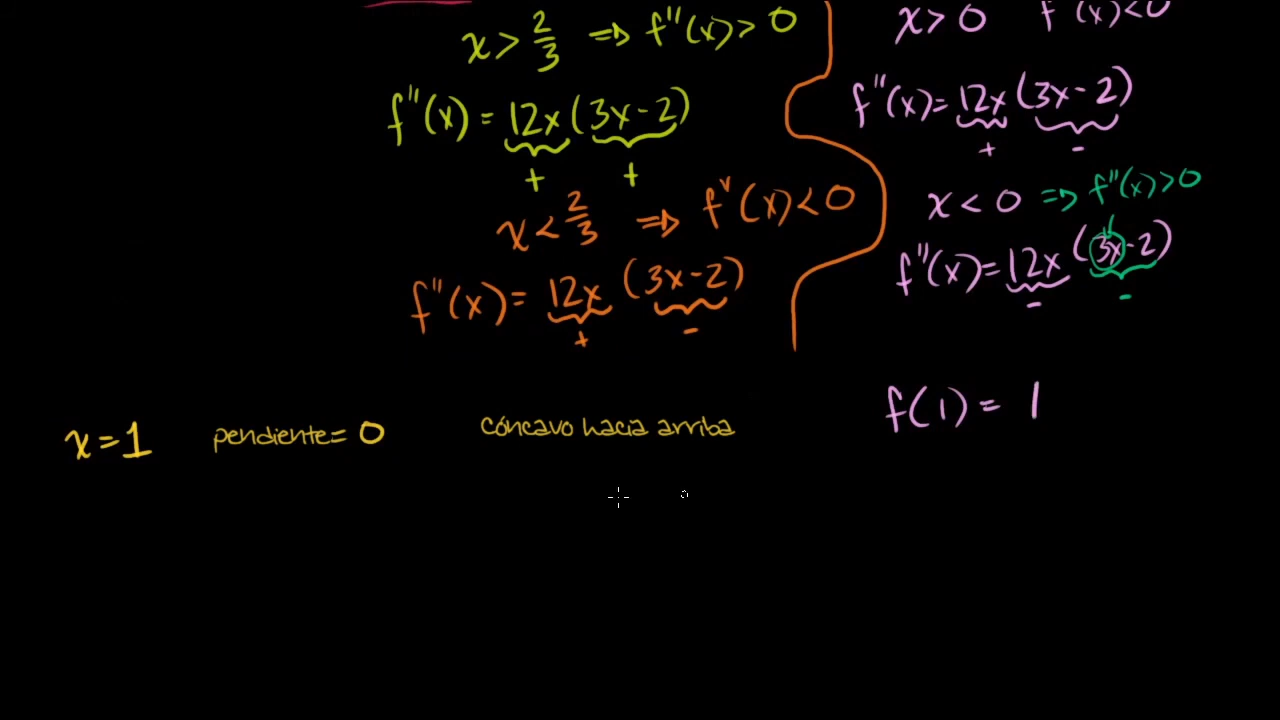 x > 2/3 ⇒ f''(x) > 0
f''(x) = 12x (3x - 2)
+ +
x < 2/3 ⇒ f''(x) < 0
f''(x) = 12x (3x - 2)
+ -
x > 0 f''(x) < 0
f''(x) = 12x (3x - 2)
+ -
x < 0 ⇒ f''(x) > 0
f''(x) = 12x (3x - 2)
- -
f(1) = 1
x = 1 pendiente = 0 cóncavo hacia arriba